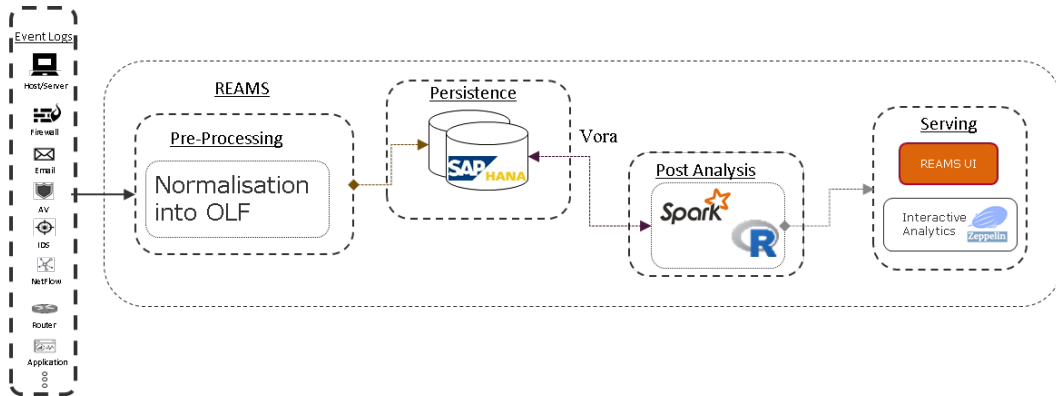 Event Logs
Host/Server
Firewall
Email
AV
IDS
NetFlow
Router
Application
REAMS
Pre-Processing
Normalisation
into OLF
Persistence
SAP
HANA
Vora
Post Analysis
Spark
R
Serving
REAMS UI
Interactive
Analytics
Zeppelin